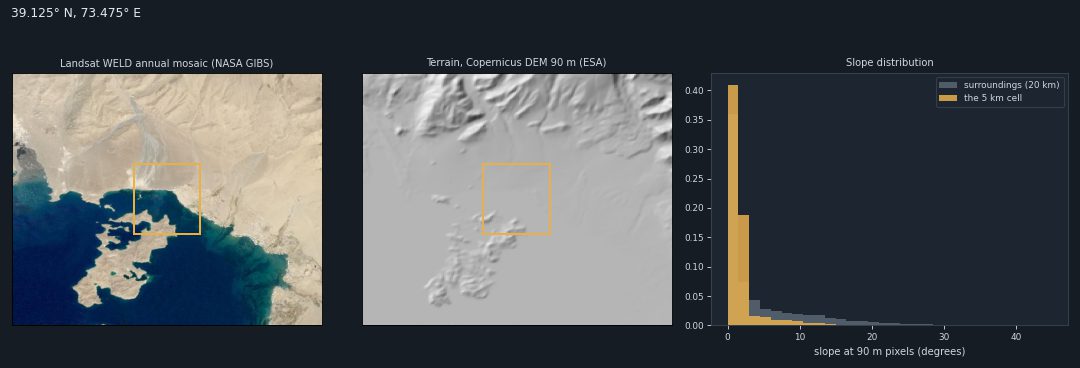 39.125° N, 73.475° E
Landsat WELD annual mosaic (NASA GIBS)
Terrain, Copernicus DEM 90 m (ESA)
Slope distribution
surroundings (20 km)
the 5 km cell
0.40
0.35
0.30
0.25
0.20
0.15
0.10
0.05
0.00
0 10 20 30 40
slope at 90 m pixels (degrees)